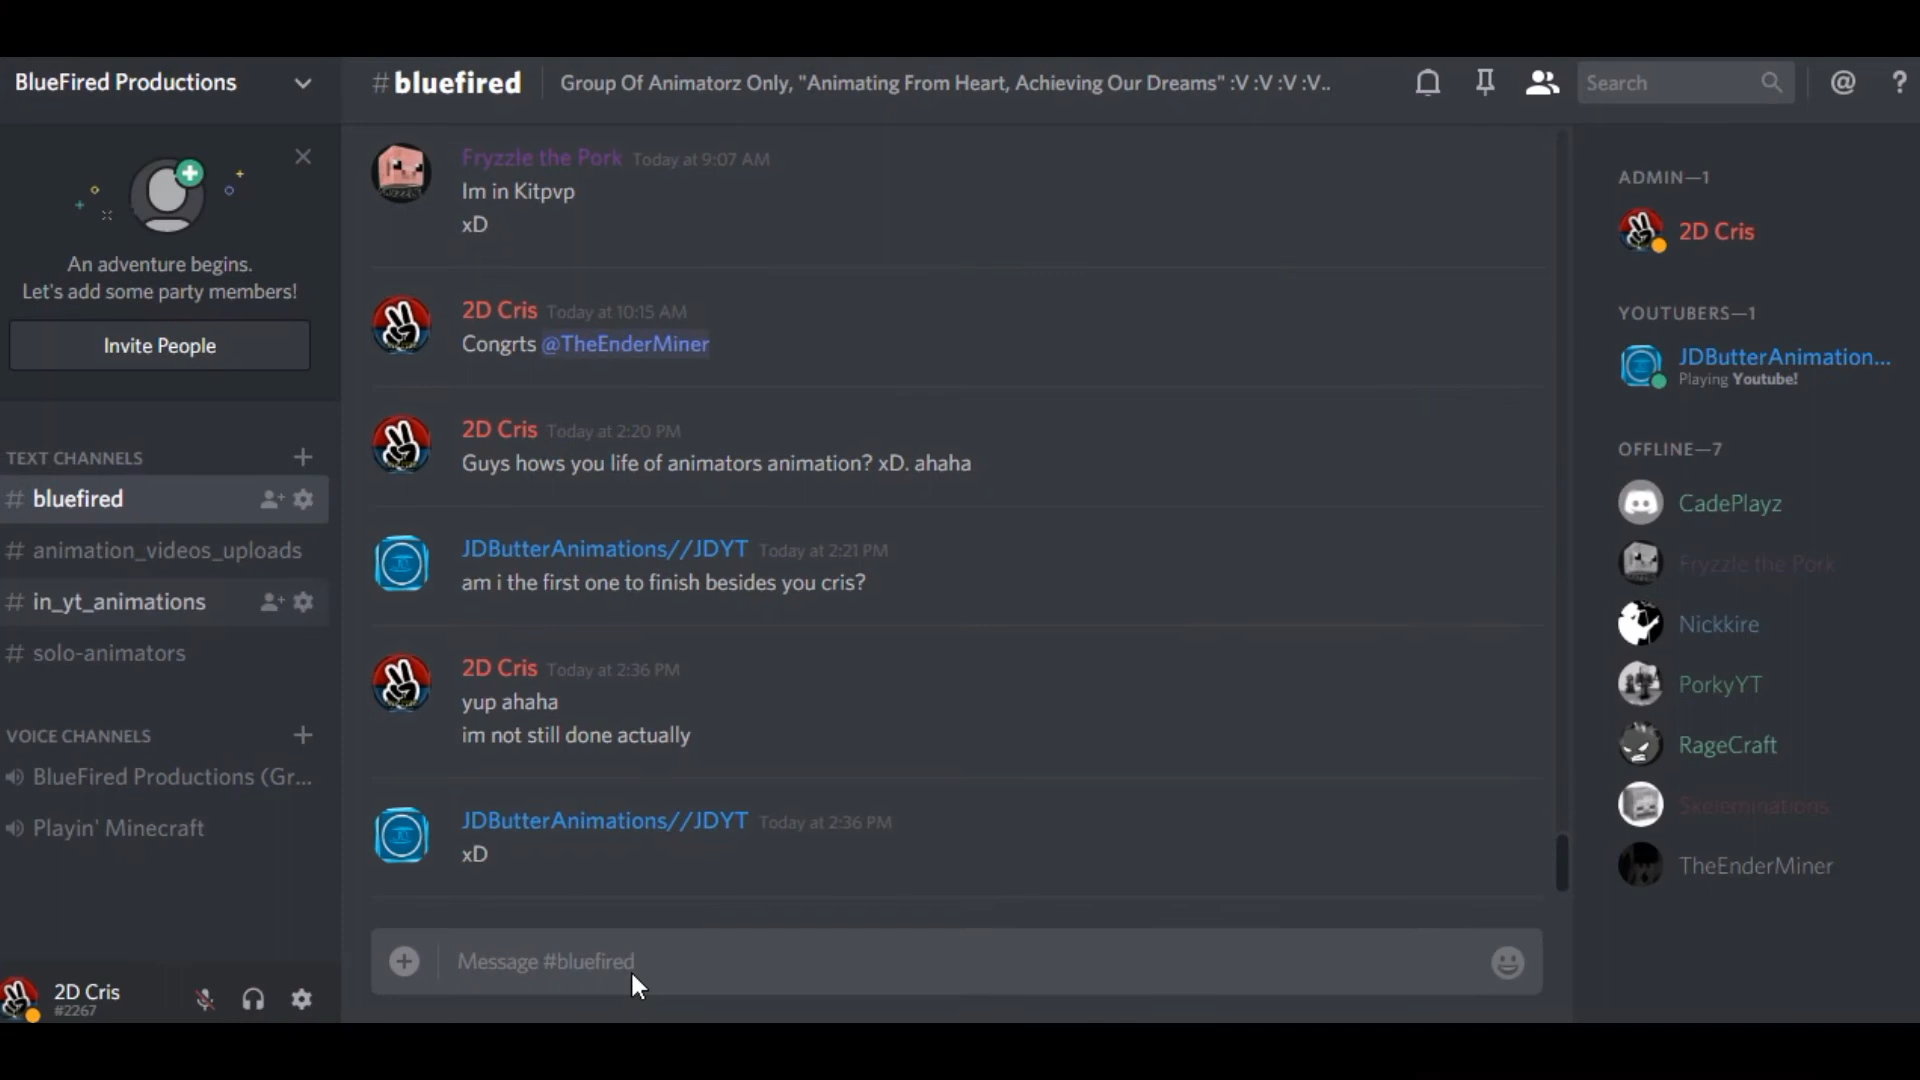 BlueFired Productions
#bluefired
Group Of Animatorz Only, "Animating From Heart, Achieving Our Dreams" :V :V :V :V..
Search
An adventure begins.
Let's add some party members!
Invite People
TEXT CHANNELS
# bluefired
# animation_videos_uploads
# in_yt_animations
# solo-animators
VOICE CHANNELS
BlueFired Productions (Gr...
Playin' Minecraft
2D Cris
#2267
Fryzzle the Pork Today at 9:07 AM
Im in Kitpvp
xD
2D Cris Today at 10:15 AM
Congrts @TheEnderMiner
2D Cris Today at 2:20 PM
Guys hows you life of animators animation? xD. ahaha
JDButterAnimations//JDYT Today at 2:21 PM
am i the first one to finish besides you cris?
2D Cris Today at 2:36 PM
yup ahaha
im not still done actually
JDButterAnimations//JDYT Today at 2:36 PM
xD
Message #bluefired
ADMIN—1
2D Cris
YOUTUBERS—1
JDButterAnimation...
Playing Youtube!
OFFLINE—7
CadePlayz
Fryzzle the Pork
Nickkire
PorkyYT
RageCraft
Skeleminations
TheEnderMiner